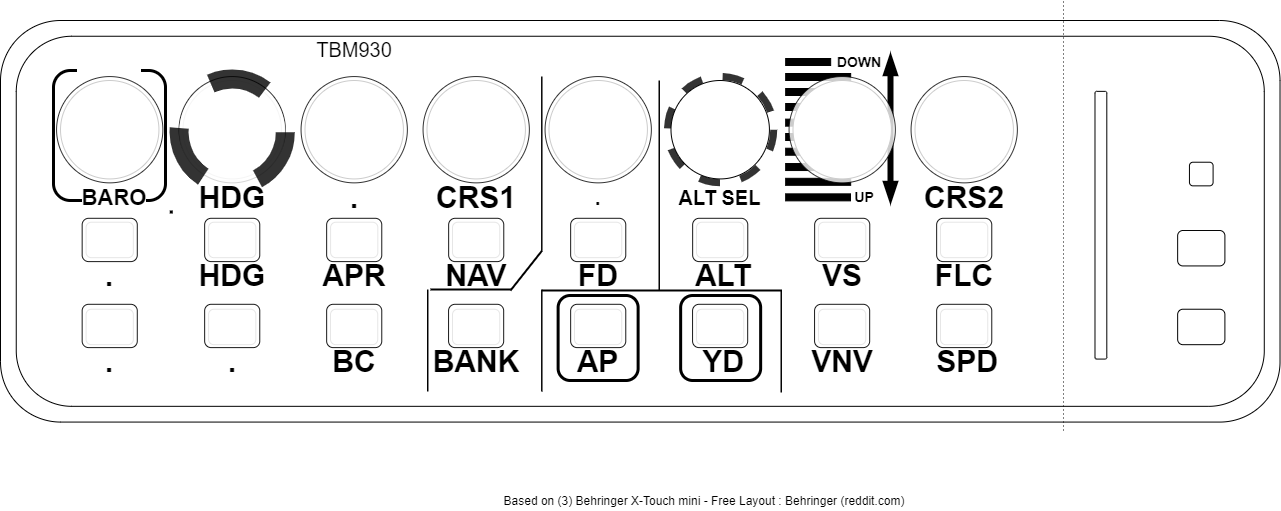 TBM930
DOWN
BARO
.
HDG
.
CRS1
.
ALT SEL
UP
CRS2
.
HDG
APR
NAV
FD
ALT
VS
FLC
.
.
BC
BANK
AP
YD
VNV
SPD
Based on (3) Behringer X-Touch mini - Free Layout : Behringer (reddit.com)